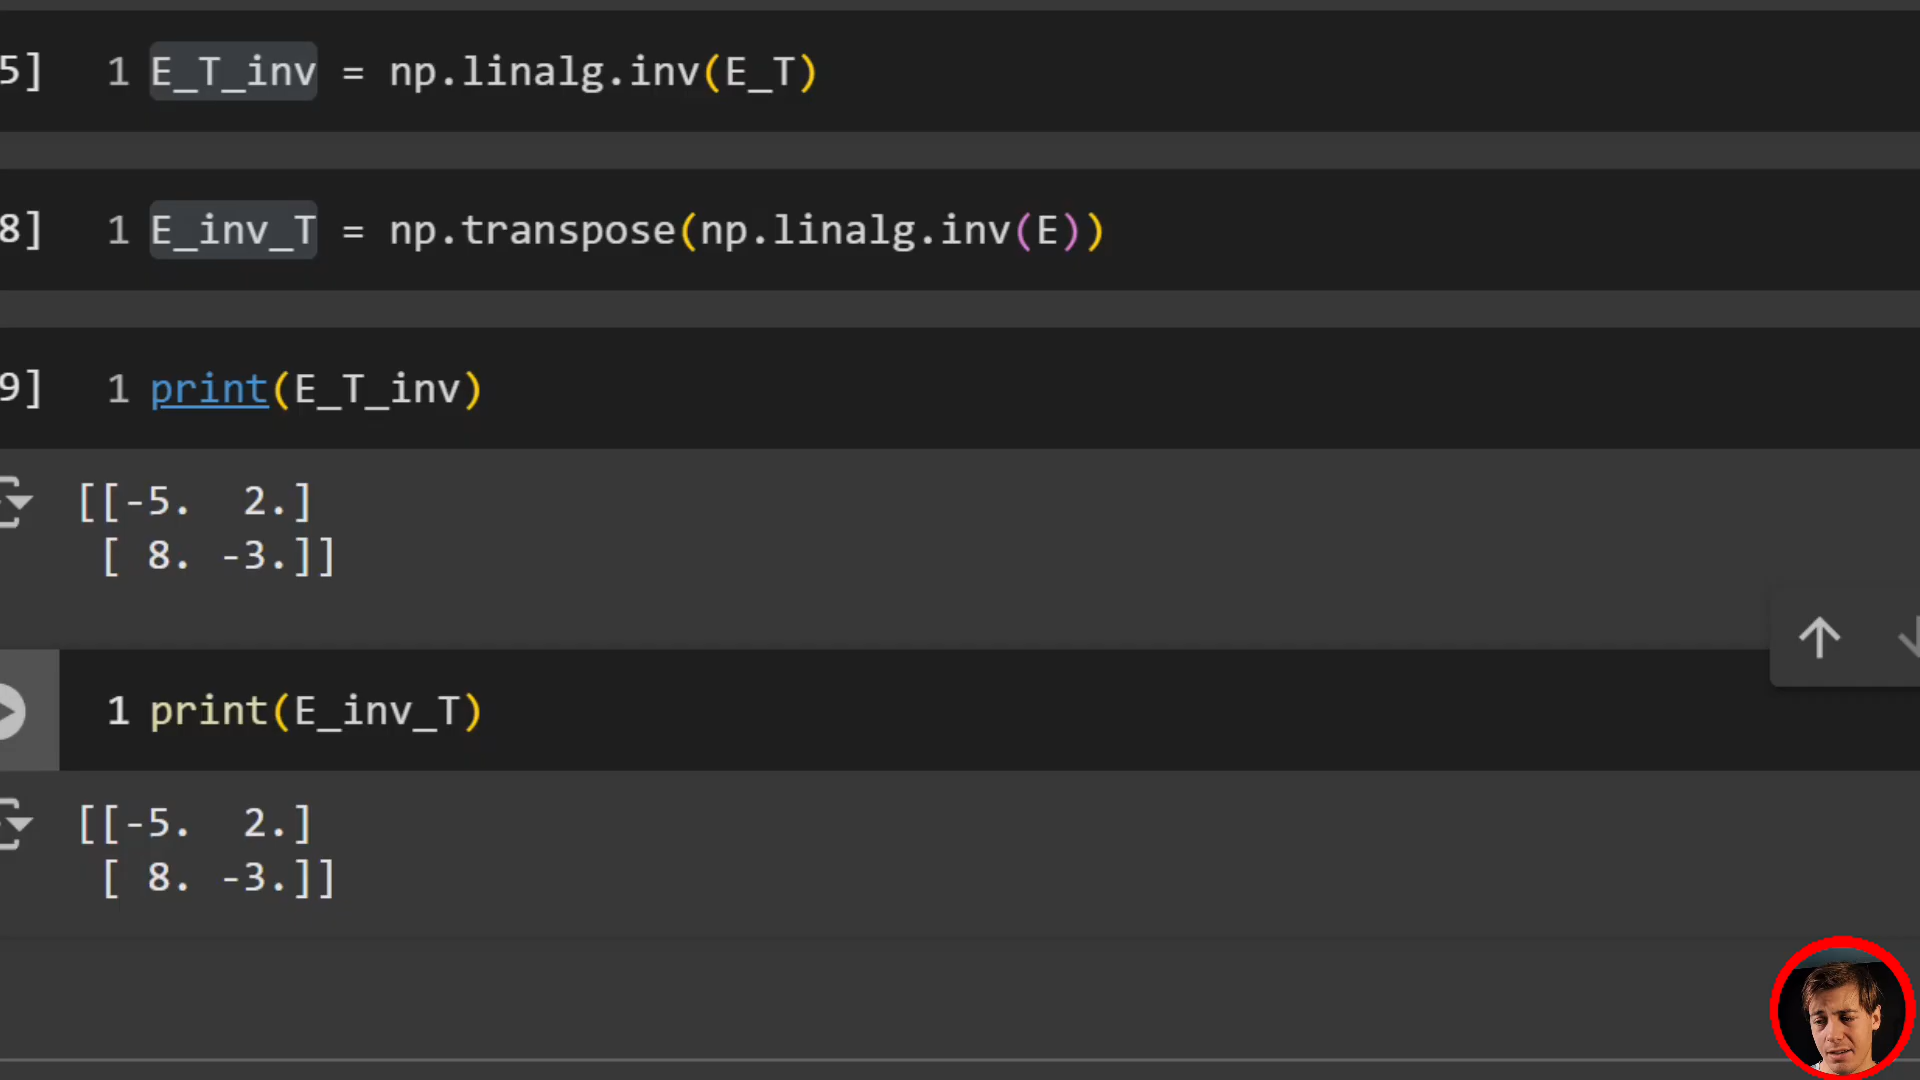 5] 1 E_T_inv = np.linalg.inv(E_T)
8] 1 E_inv_T = np.transpose(np.linalg.inv(E))
9] 1 print(E_T_inv)
[[-5.  2.]
 [ 8. -3.]]
1 print(E_inv_T)
[[-5.  2.]
 [ 8. -3.]]